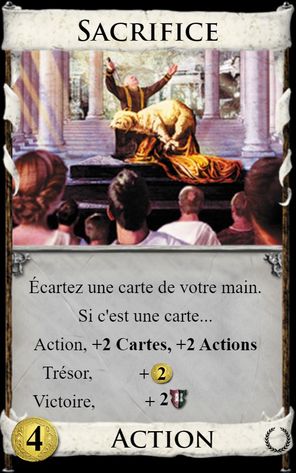 SACRIFICE
Écartez une carte de votre main.
Si c'est une carte...
Action, +2 Cartes, +2 Actions
Trésor, +2
Victoire, +2
4 ACTION